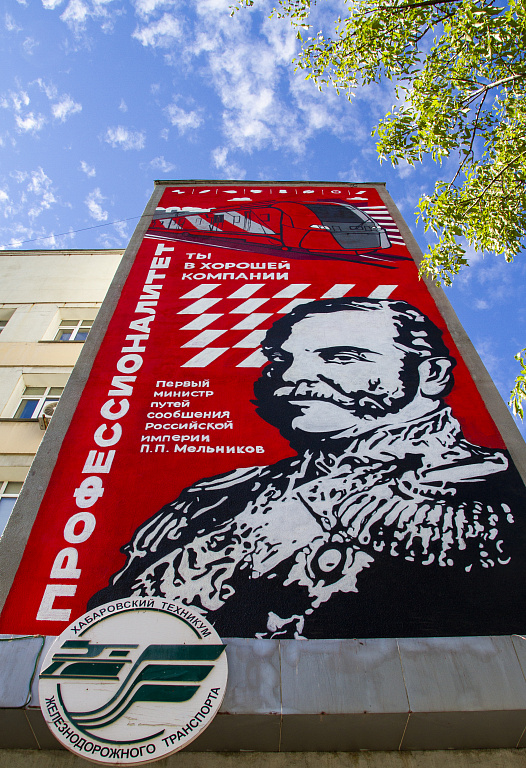 ПРОФЕССИОНАЛИТЕТ
ТЫ
В ХОРОШЕЙ
КОМПАНИИ
Первый
министр
путей
сообщения
Российской
империи
П.П. Мельников
ХАБАРОВСКИЙ ТЕХНИКУМ
ЖЕЛЕЗНОДОРОЖНОГО ТРАНСПОРТА